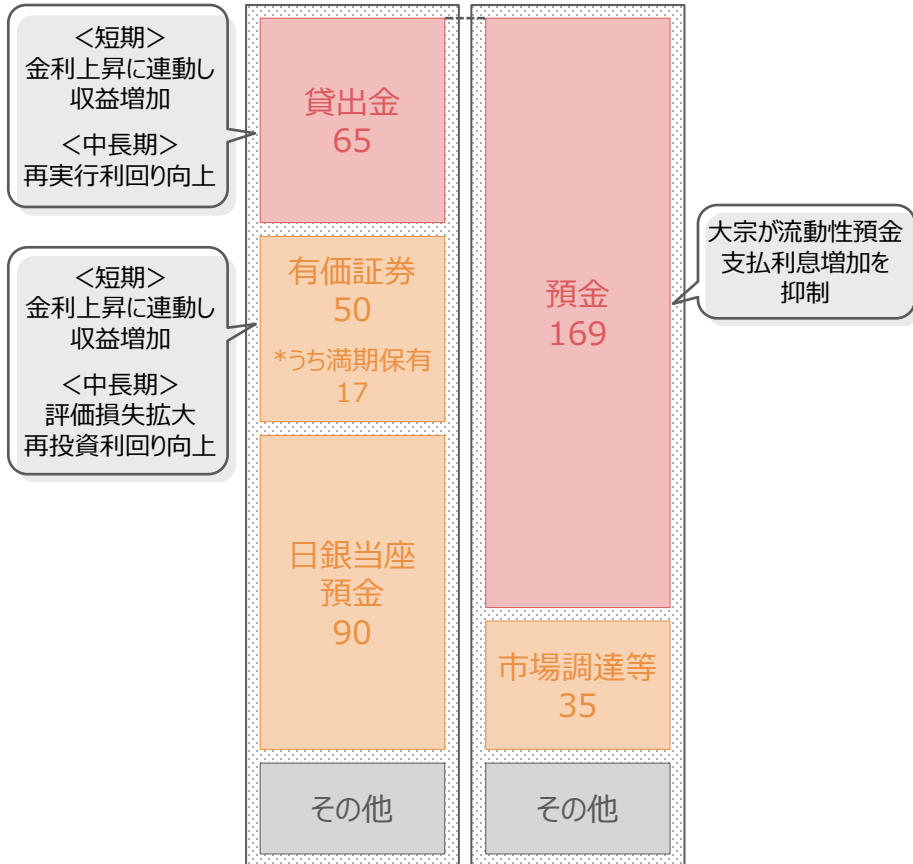 <短期>
金利上昇に連動し
収益増加
<中長期>
再実行利回り向上
貸出金
65
<短期>
金利上昇に連動し
収益増加
<中長期>
評価損失拡大
再投資利回り向上
有価証券
50
*うち満期保有
17
日銀当座
預金
90
その他
預金
169
大宗が流動性預金
支払利息増加を
抑制
市場調達等
35
その他